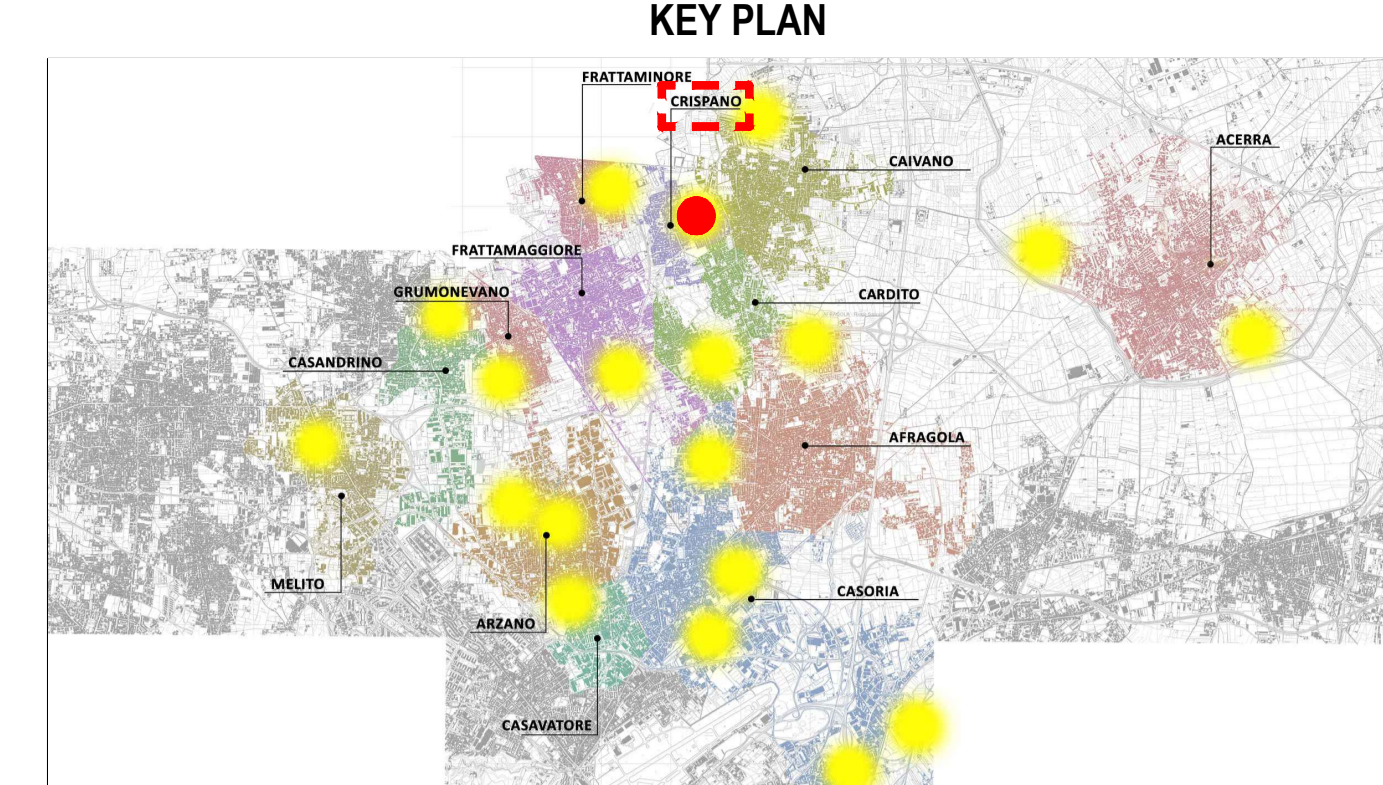 KEY PLAN
FRATTAMINORE
CRISPANO
ACERRA
CAIVANO
FRATTAMAGGIORE
GRUMONEVANO
CARDITO
CASANDRINO
AFRAGOLA
MELITO
CASORIA
ARZANO
CASAVATORE